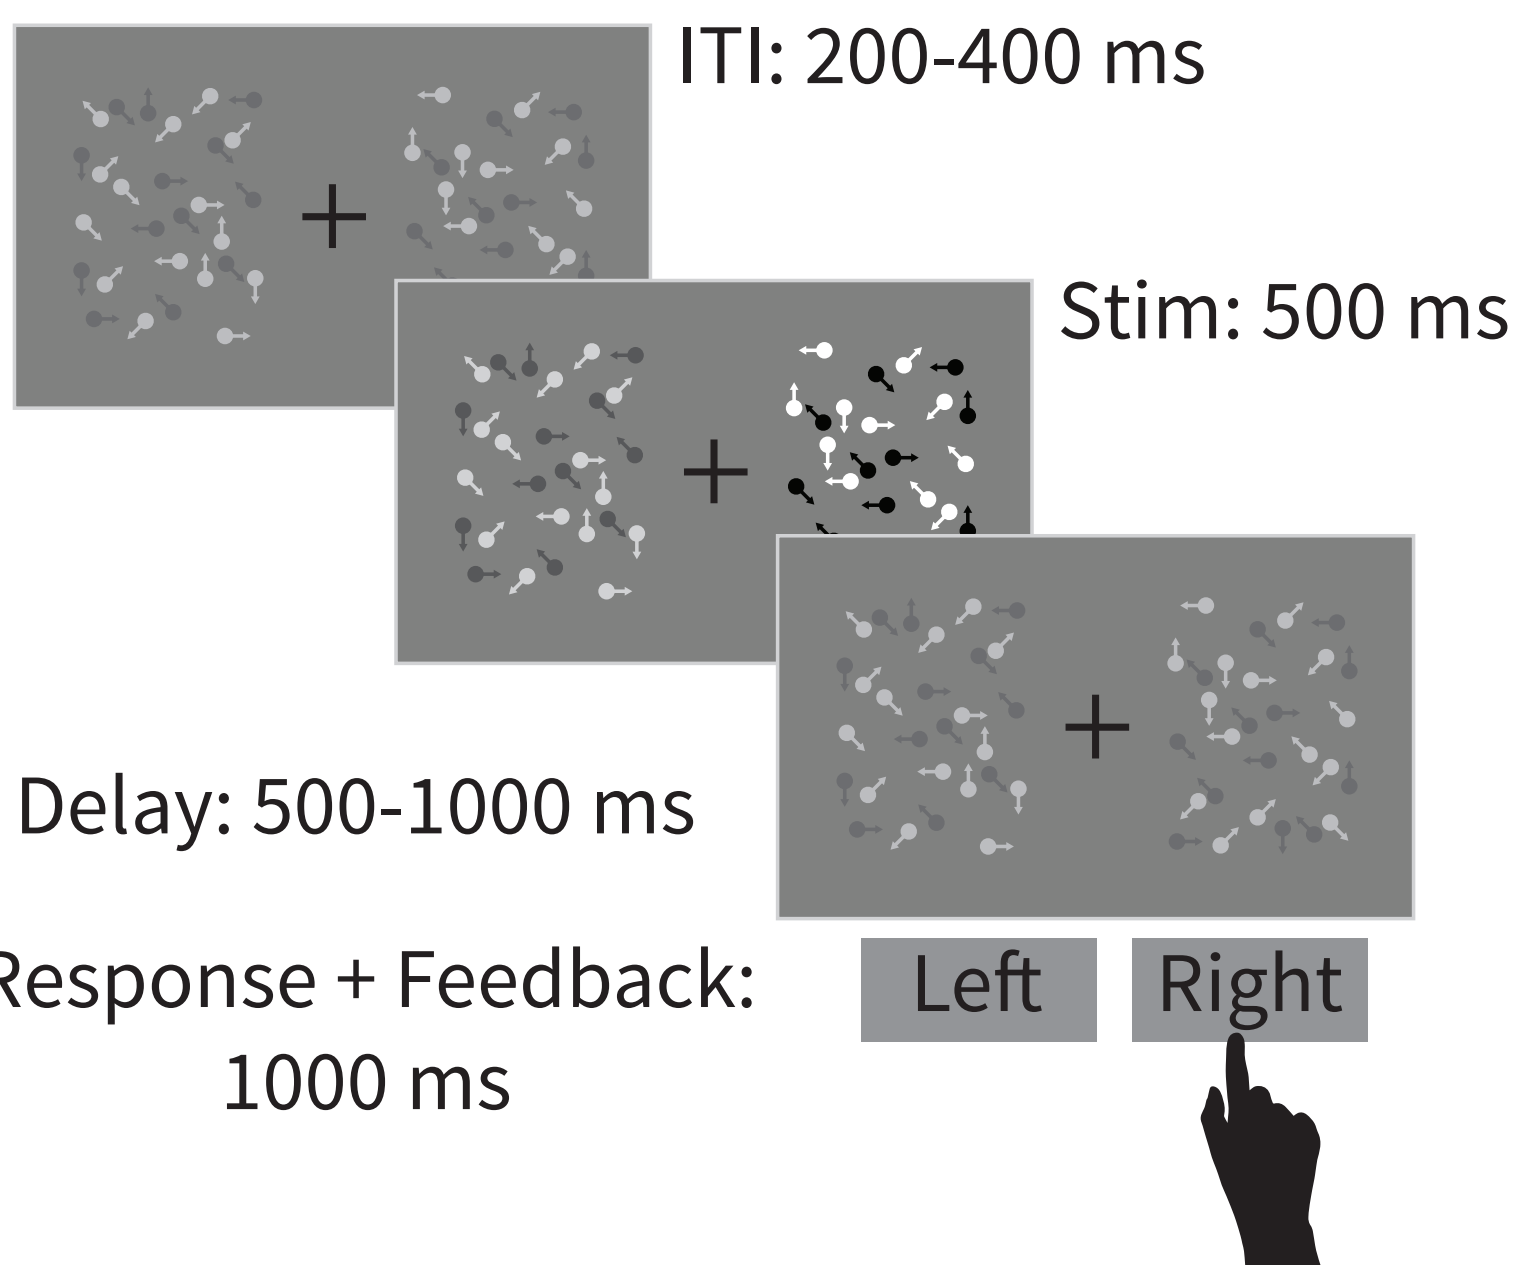 ITI: 200-400 ms
Stim: 500 ms
Delay: 500-1000 ms
Response + Feedback:
1000 ms
Left
Right